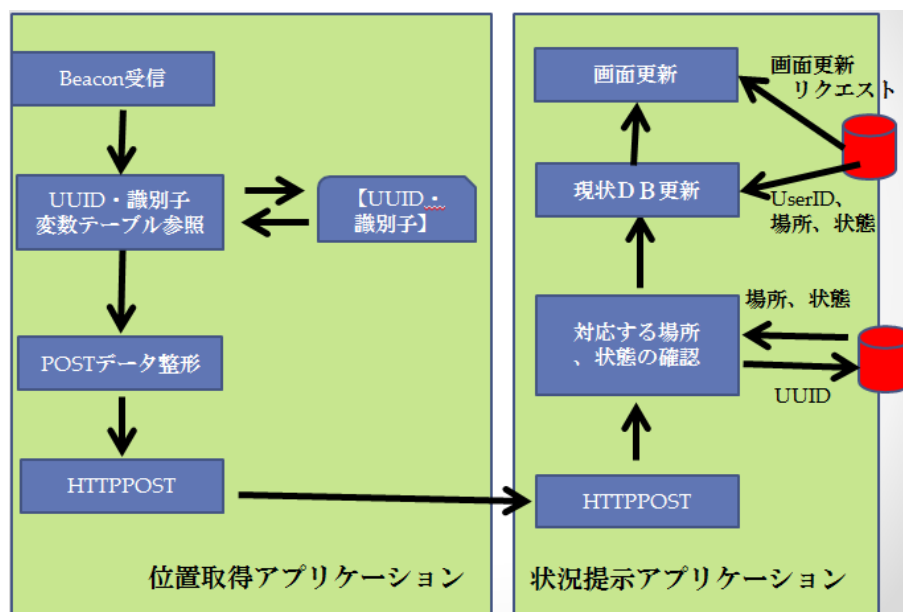 Beacon受信
UUID・識別子
変数テーブル参照
【UUID・
識別子】
POSTデータ整形
HTTPPOST
位置取得アプリケーション
画面更新
画面更新
リクエスト
現状DB更新
UserID、
場所、状態
場所、状態
対応する場所
、状態の確認
UUID
HTTPPOST
状況提示アプリケーション